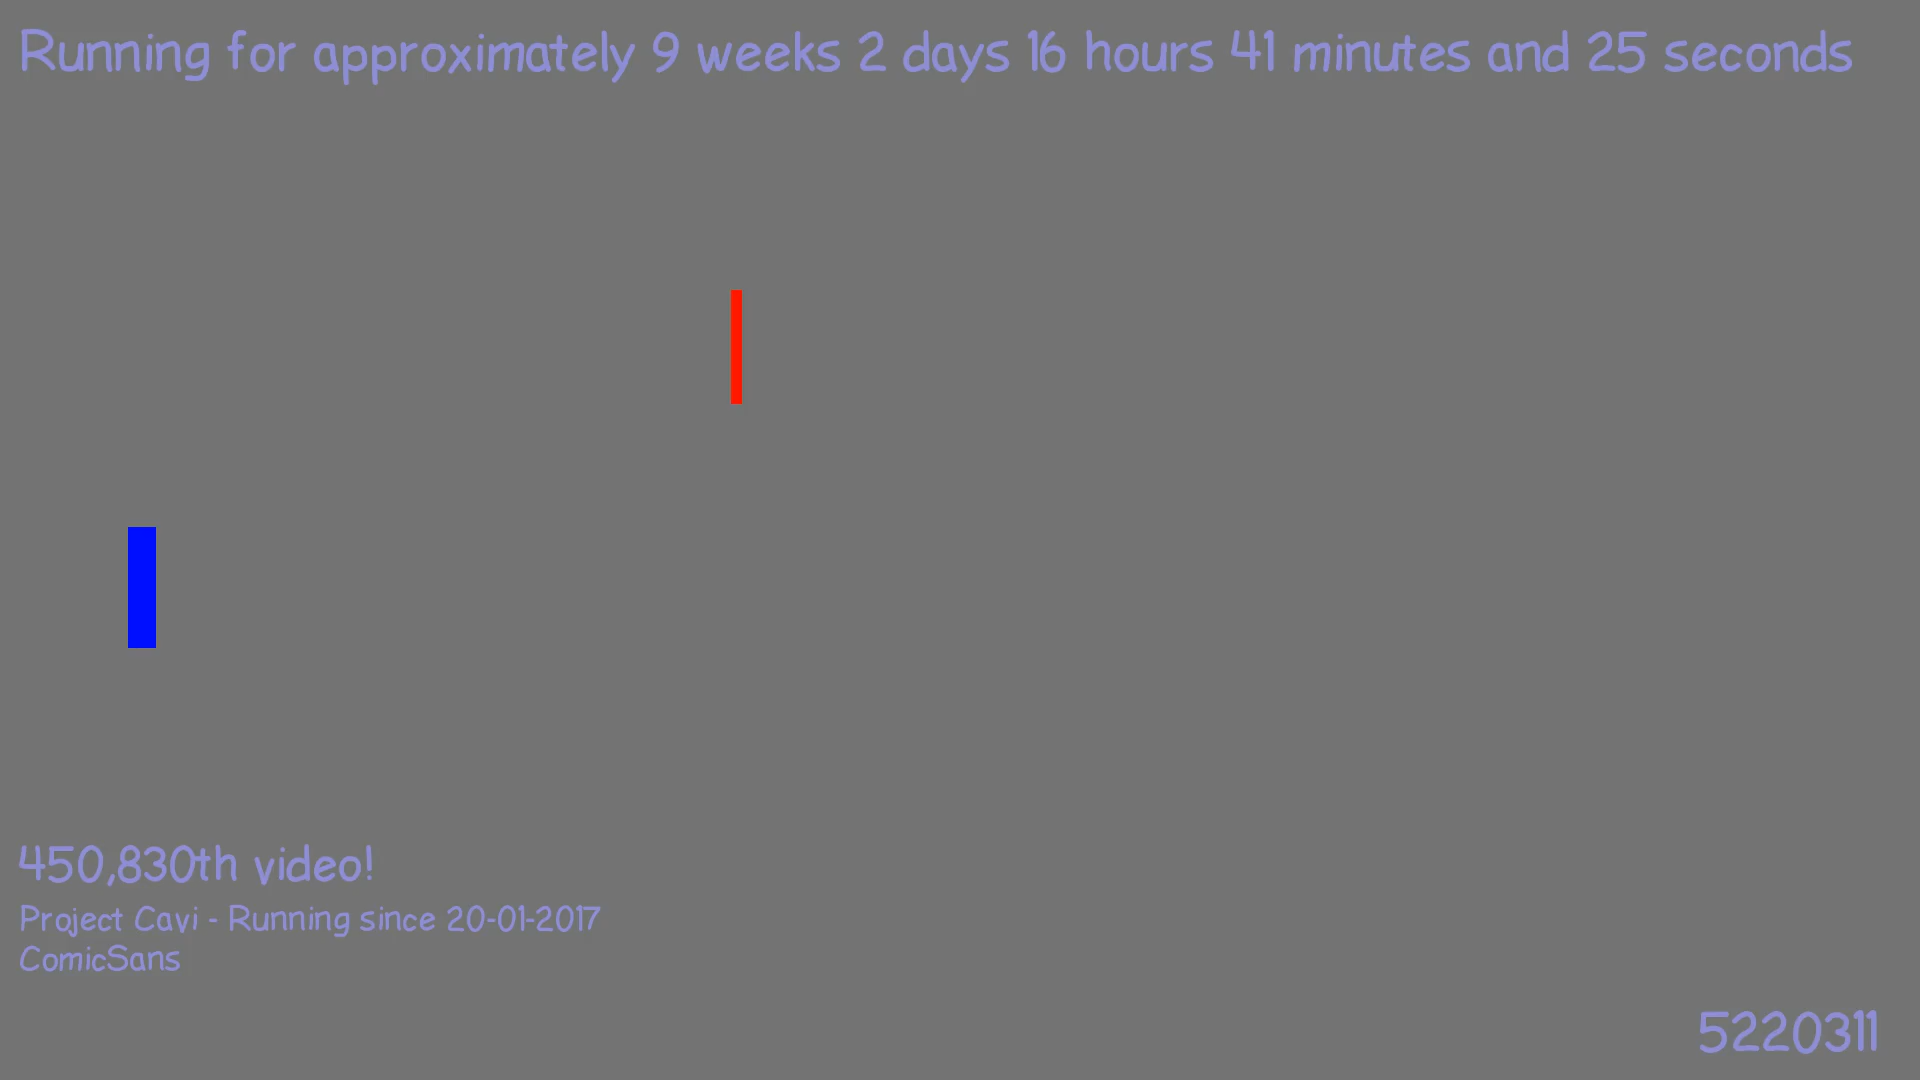 Running for approximately 9 weeks 2 days 16 hours 41 minutes and 25 seconds
450,830th video!
Project Cavi - Running since 20-01-2017
ComicSans
5220311